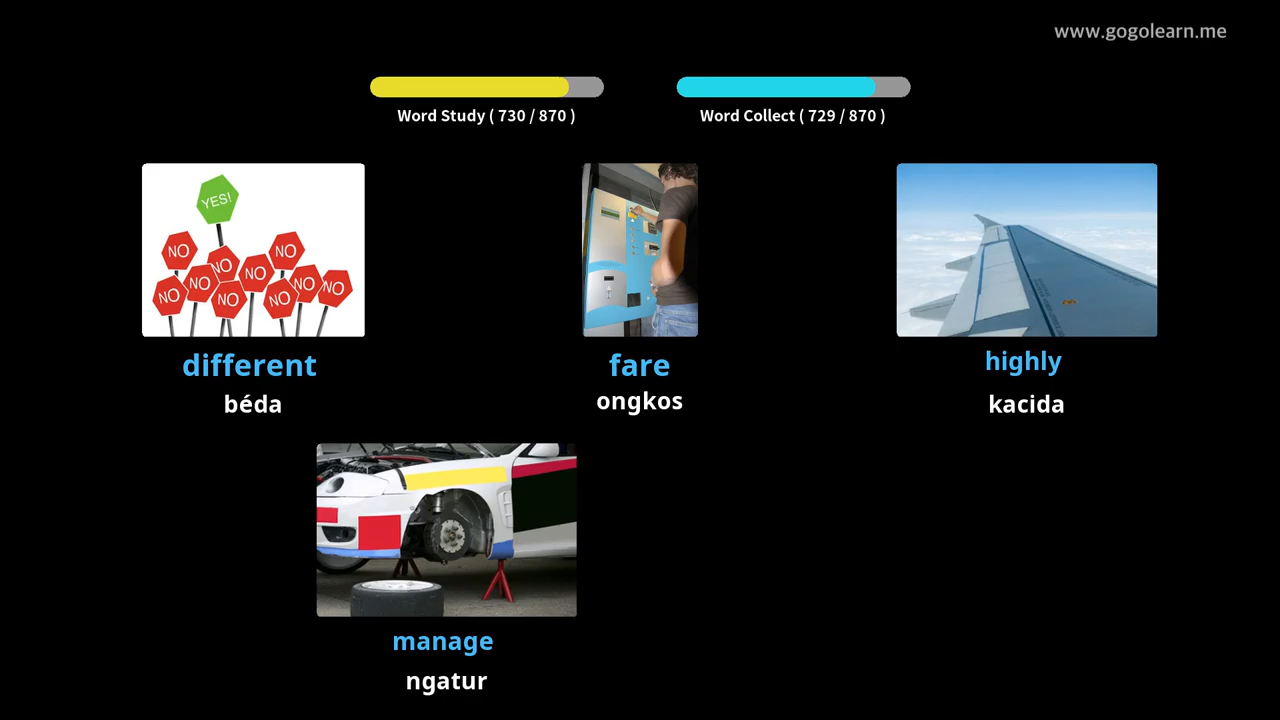 www.gogolearn.me
Word Study ( 730 / 870 )
Word Collect ( 729 / 870 )
YES!
NO
NO
NO
NO
NO
NO
NO
NO
NO
NO
different
béda
fare
ongkos
highly
kacida
manage
ngatur